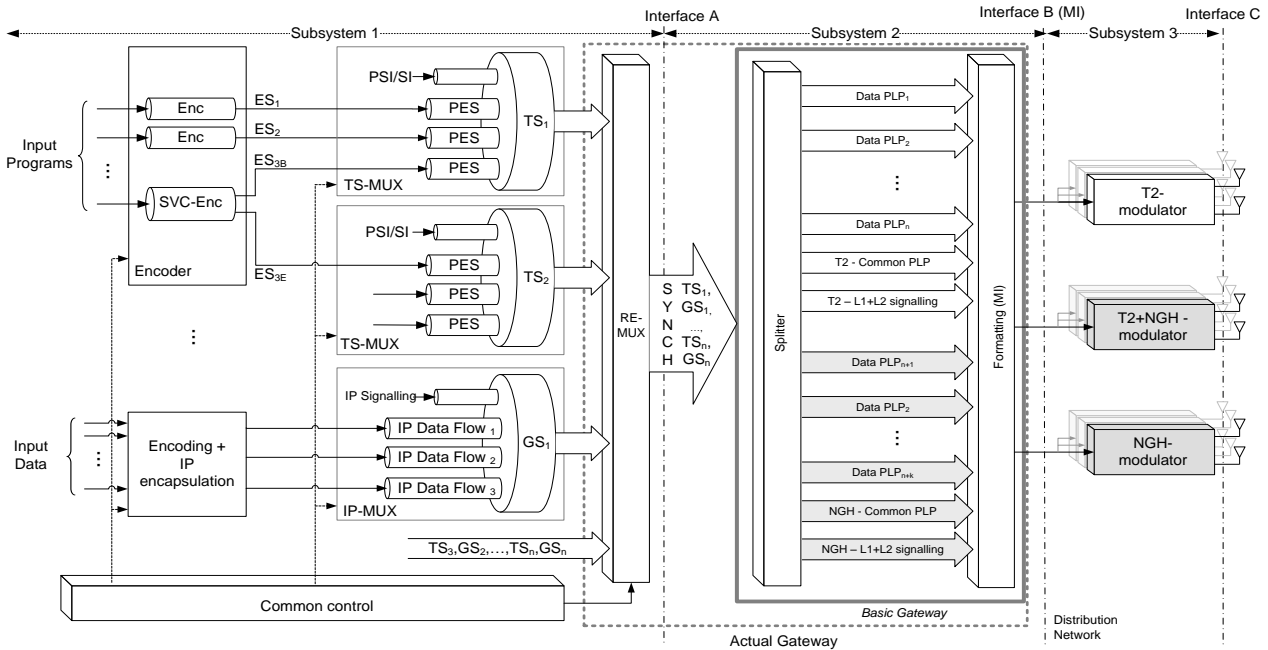 Interface A
Interface B (MI)
Interface C
Subsystem 1
Subsystem 2
Subsystem 3
Input
Programs
...
Enc
Enc
...
SVC-Enc
Encoder
ES1
ES2
ES3B
ES3E
PSI/SI
PES
PES
PES
TS1
TS-MUX
PSI/SI
PES
PES
PES
TS2
TS-MUX
...
Input
Data
...
Encoding +
IP
encapsulation
IP Signalling
IP Data Flow 1
IP Data Flow 2
IP Data Flow 3
GS1
IP-MUX
TS3,GS2,...,TSn,GSn
Common control
RE-
MUX
S TS1,
Y GS1,
N ...,
C TSn,
H GSn
Splitter
Data PLP1
Data PLP2
...
Data PLPn
T2 - Common PLP
T2 – L1+L2 signalling
Data PLPn+1
Data PLP2
...
Data PLPn+k
NGH - Common PLP
NGH – L1+L2 signalling
Formatting (MI)
Basic Gateway
Actual Gateway
T2-
modulator
T2+NGH -
modulator
NGH-
modulator
Distribution
Network